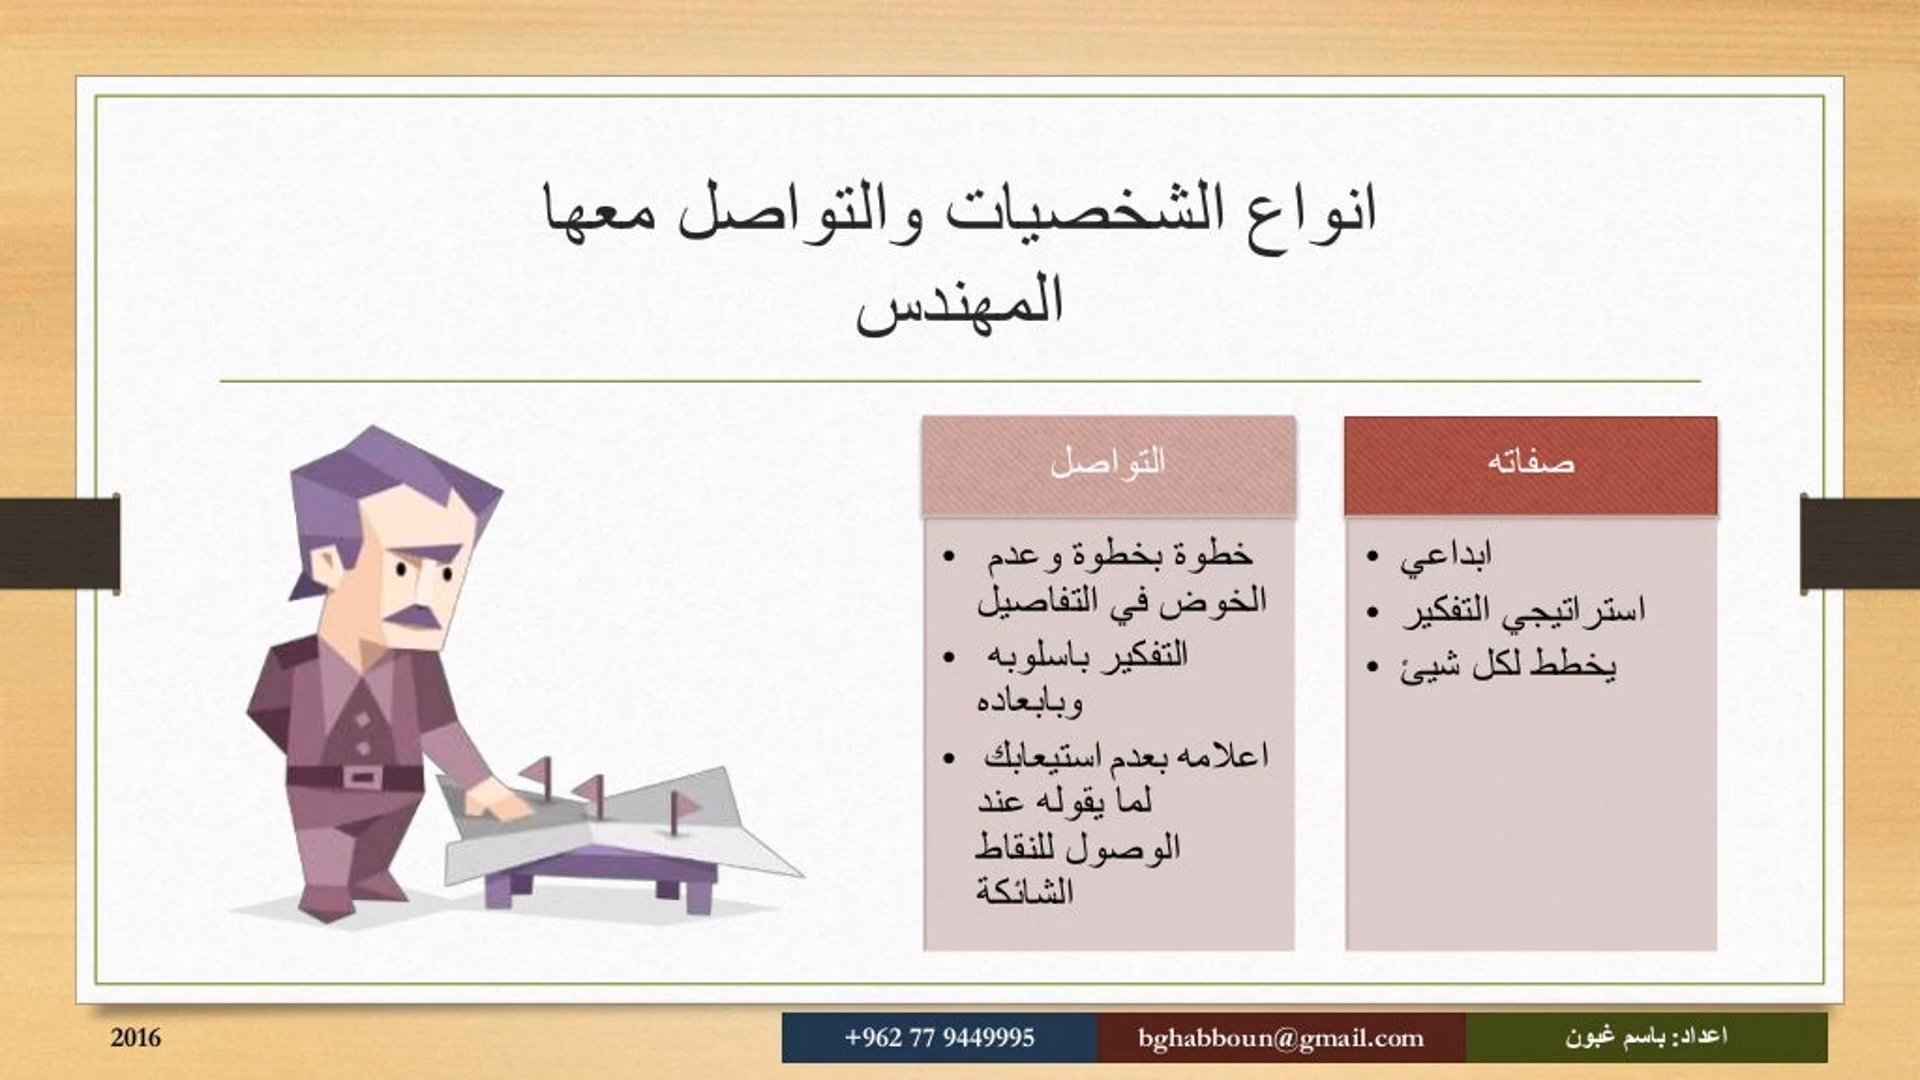 انواع الشخصيات والتواصل معها
المهندس
صفاته
• ابداعي
• استراتيجي التفكير
• يخطط لكل شيئ
التواصل
• خطوة بخطوة وعدم
الخوض في التفاصيل
• التفكير باسلوبه
وبابعاده
• اعلامه بعدم استيعابك
لما يقوله عند
الوصول للنقاط
الشائكة
اعداد: باسم غبون
bghabboun@gmail.com
+962 77 9449995
2016